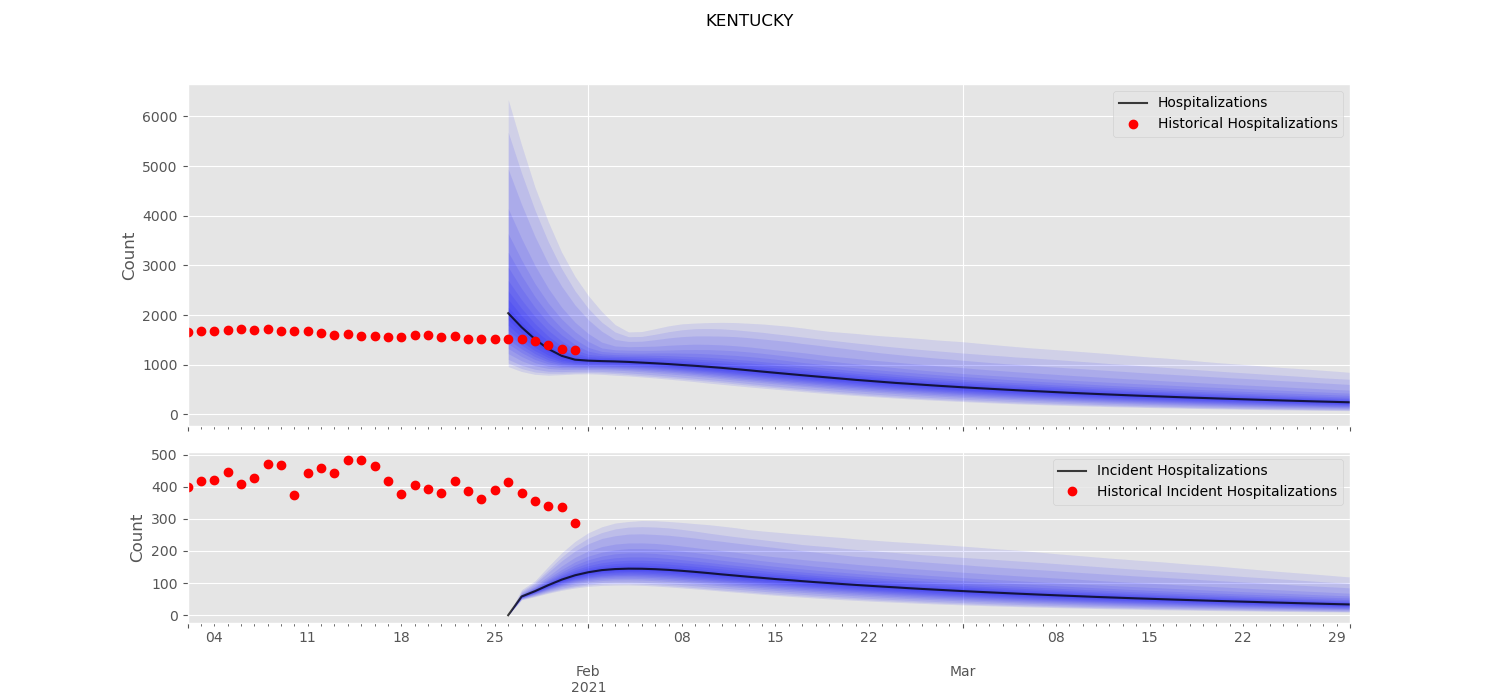 KENTUCKY
Hospitalizations
Historical Hospitalizations
6000
5000
4000
3000
2000
1000
0
Count
Incident Hospitalizations
Historical Incident Hospitalizations
500
400
300
200
100
0
Count
04 11 18 25 08 15 22 08 15 22 29
Feb Mar
2021